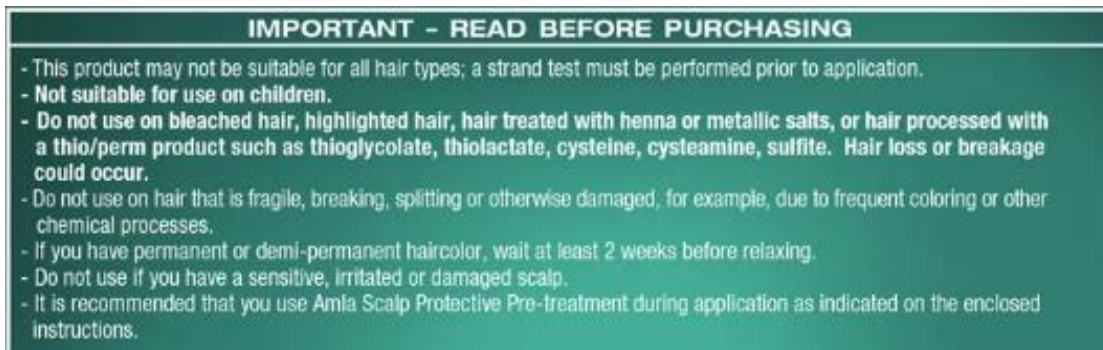 IMPORTANT - READ BEFORE PURCHASING
- This product may not be suitable for all hair types; a strand test must be performed prior to application.
- Not suitable for use on children.
- Do not use on bleached hair, highlighted hair, hair treated with henna or metallic salts, or hair processed with
a thio/perm product such as thioglycolate, thiolactate, cysteine, cysteamine, sulfite. Hair loss or breakage
could occur.
- Do not use on hair that is fragile, breaking, splitting or otherwise damaged, for example, due to frequent coloring or other
chemical processes.
- If you have permanent or demi-permanent haircolor, wait at least 2 weeks before relaxing.
- Do not use if you have a sensitive, irritated or damaged scalp.
- It is recommended that you use Amla Scalp Protective Pre-treatment during application as indicated on the enclosed
instructions.